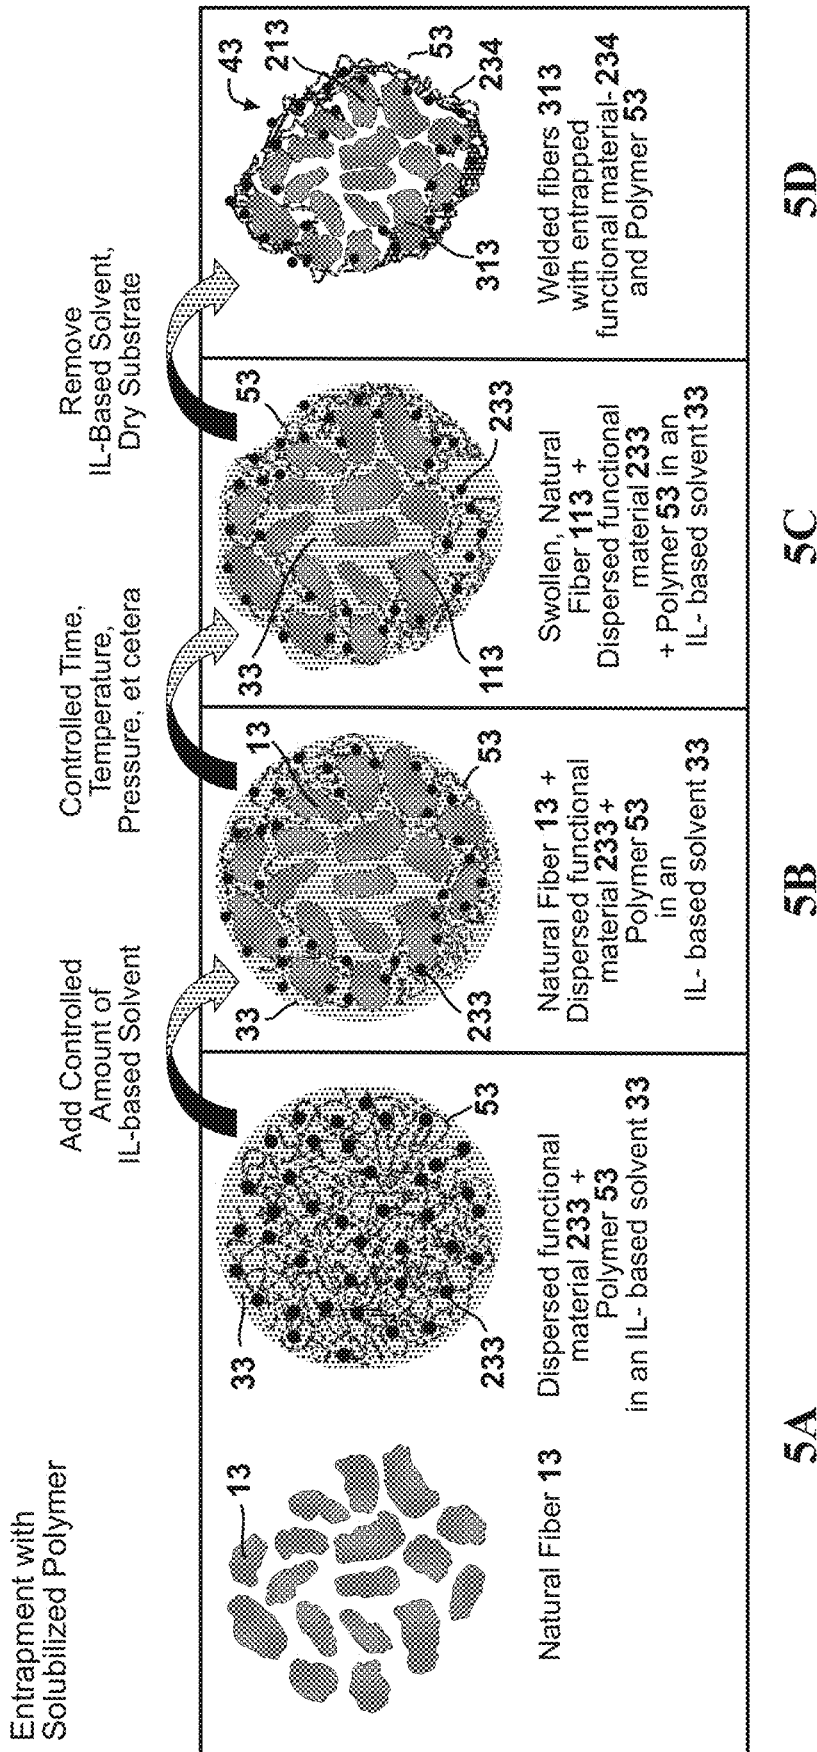 Entrapment with
Solubilized Polymer
Add Controlled
Amount of
IL-based Solvent
Controlled Time,
Temperature,
Pressure, et cetera
Remove
IL-Based Solvent,
Dry Substrate
13
Natural Fiber 13
33
233
53
Dispersed functional
material 233 +
Polymer 53
in an IL- based solvent 33
33
13
233
53
Natural Fiber 13 +
Dispersed functional
material 233 +
Polymer 53
in an
IL- based solvent 33
33
53
113
233
Swollen, Natural
Fiber 113 +
Dispersed functional
material 233
+ Polymer 53 in an
IL- based solvent 33
43
213
53
234
313
Welded fibers 313
with entrapped
functional material- 234
and Polymer 53
5A
5B
5C
5D